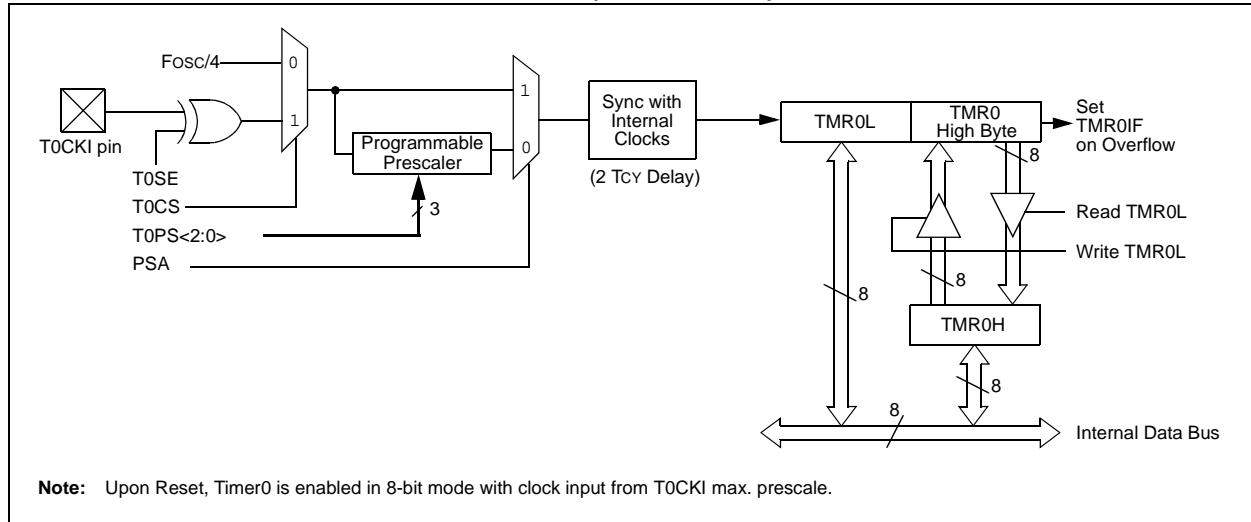 FOSC/4
0
1
T0CKI pin
T0SE
T0CS
T0PS<2:0>
PSA
Programmable
Prescaler
3
1
0
Sync with
Internal
Clocks
(2 TCY Delay)
TMR0L
TMR0
High Byte
Set
TMR0IF
on Overflow
8
Read TMR0L
Write TMR0L
8
8
TMR0H
8
8
Internal Data Bus
Note: Upon Reset, Timer0 is enabled in 8-bit mode with clock input from T0CKI max. prescale.